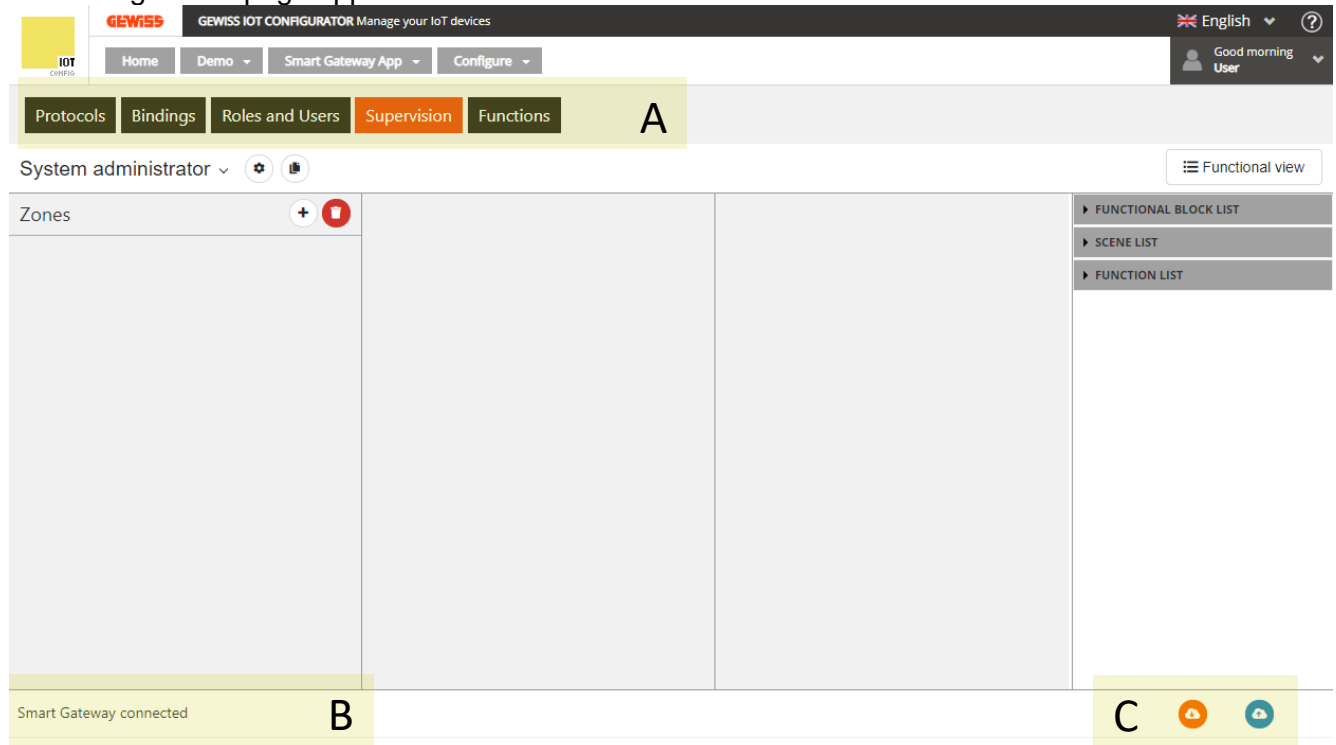 GEWISS
GEWISS IOT CONFIGURATOR Manage your IoT devices
English
?
IOT
CONFIG
Home
Demo
Smart Gateway App
Configure
Good morning
User
Protocols
Bindings
Roles and Users
Supervision
Functions
A
System administrator
Functional view
Zones
FUNCTIONAL BLOCK LIST
SCENE LIST
FUNCTION LIST
Smart Gateway connected
B
C